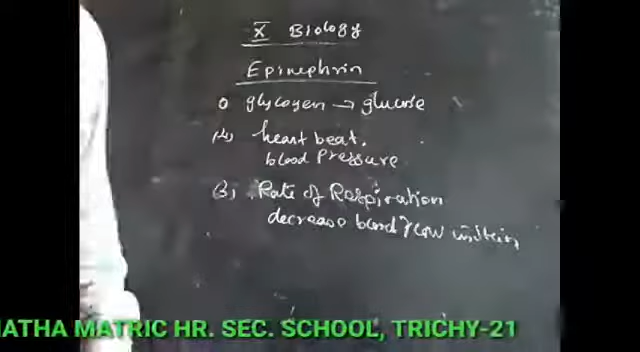 X Biology
Epinephrin
1) glycogen → glucose
(2) heart beat.
blood Pressure
(3) Rate of Respiration
decrease blood flow
ATHA MATRIC HR. SEC. SCHOOL, TRICHY-21